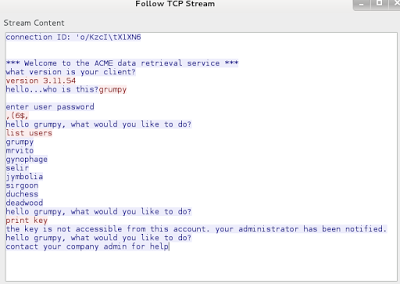 Follow TCP Stream
Stream Content
connection ID: 'o/KzcI\tX1XN6
*** Welcome to the ACME data retrieval service ***
what version is your client?
version 3.11.54
hello...who is this?grumpy
enter user password
,[6$,
hello grumpy, what would you like to do?
list users
grumpy
mrvito
gynophage
selir
jymbolia
sirgoon
duchess
deadwood
hello grumpy, what would you like to do?
print key
the key is not accessible from this account. your administrator has been notified.
hello grumpy, what would you like to do?
contact your company admin for help